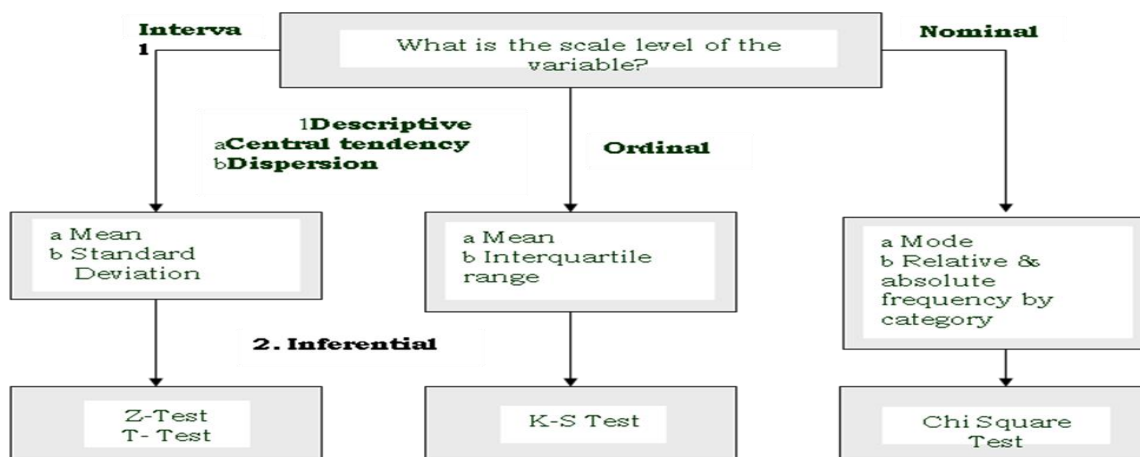 What is the scale level of the
variable?
Interva
l
Nominal
1Descriptive
aCentral tendency
bDispersion
Ordinal
a Mean
b Standard
Deviation
a Mean
b Interquartile
range
a Mode
b Relative &
absolute
frequency by
category
2. Inferential
Z-Test
T- Test
K-S Test
Chi Square
Test